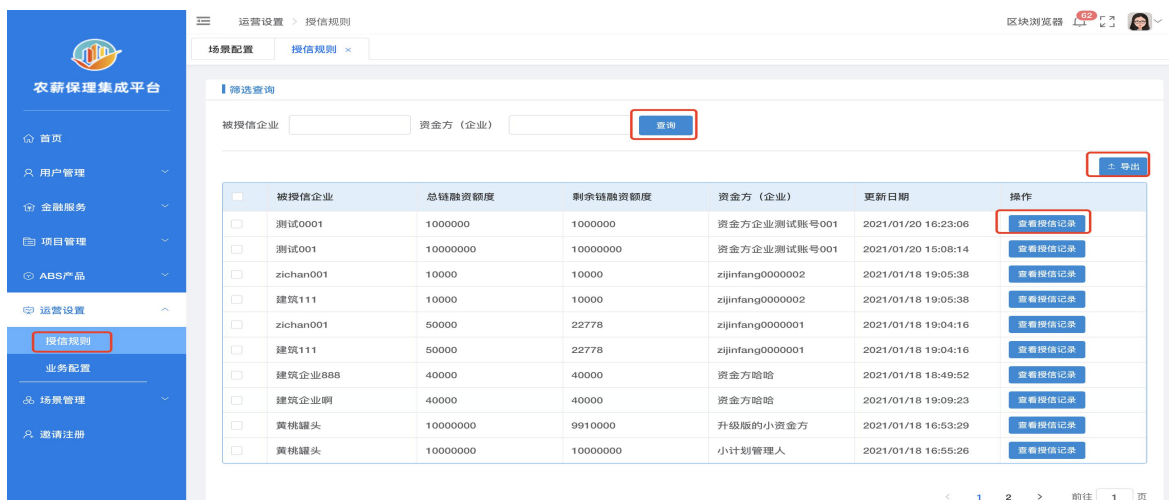 运营设置 > 授信规则
区块浏览器 62
场景配置 授信规则 ×
农薪保理集成平台
首页
用户管理
金融服务
项目管理
ABS产品
运营设置
授信规则
业务配置
场景管理
邀请注册
筛选查询
被授信企业 资金方（企业） 查询
导出
被授信企业 总链融资额度 剩余链融资额度 资金方（企业） 更新日期 操作
测试0001 1000000 1000000 资金方企业测试账号001 2021/01/20 16:23:06 查看授信记录
测试001 10000000 10000000 资金方企业测试账号001 2021/01/20 15:08:14 查看授信记录
zichan001 10000 10000 zijinfang0000002 2021/01/18 19:05:38 查看授信记录
建筑111 10000 10000 zijinfang0000002 2021/01/18 19:05:38 查看授信记录
zichan001 50000 22778 zijinfang0000001 2021/01/18 19:04:16 查看授信记录
建筑111 50000 22778 zijinfang0000001 2021/01/18 19:04:16 查看授信记录
建筑企业888 40000 40000 资金方哈哈 2021/01/18 18:49:52 查看授信记录
建筑企业啊 40000 40000 资金方哈哈 2021/01/18 19:09:23 查看授信记录
黄桃罐头 10000000 9910000 升级版的小资金方 2021/01/18 16:53:29 查看授信记录
黄桃罐头 10000000 10000000 小计划管理人 2021/01/18 16:55:26 查看授信记录
< 1 2 > 前往 1 页